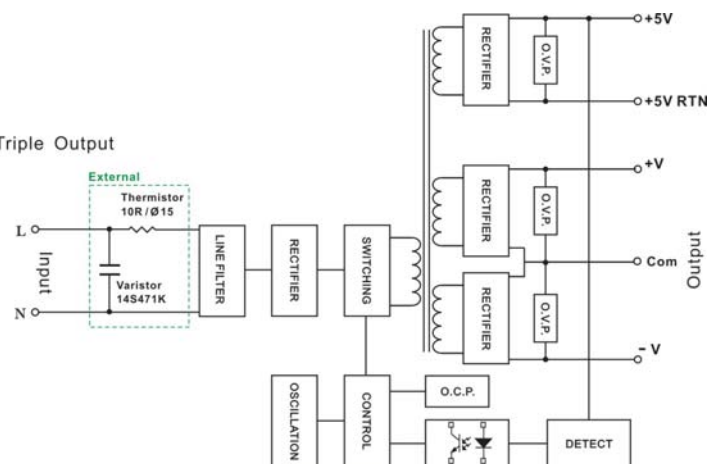 Triple Output
External
Thermistor
10R/Ø15
L
Input
Varistor
14S471K
N
LINE FILTER
RECTIFIER
SWITCHING
RECTIFIER
O.V.P.
+5V
+5V RTN
RECTIFIER
O.V.P.
+V
Com
Output
RECTIFIER
O.V.P.
- V
OSCILLATION
CONTROL
O.C.P.
DETECT